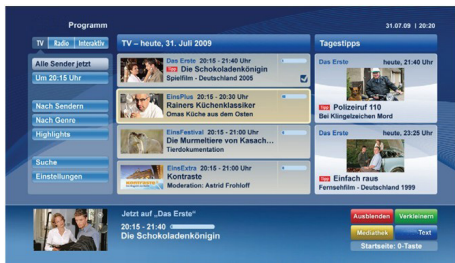 Programm
31.07.09 | 20:20
TV Radio Interaktiv
TV – heute, 31. Juli 2009
Tagestipps
Alle Sender jetzt
Um 20:15 Uhr
Nach Sendern
Nach Genre
Highlights
Suche
Einstellungen
Das Erste 20:15 - 21:40 Uhr
Tipp Die Schokoladenkönigin
Spielfilm - Deutschland 2005
EinsPlus 20:15 - 20:30 Uhr
Rainers Küchenklassiker
Omas Küche aus dem Osten
EinsFestival 20:15 - 21:00 Uhr
Die Murmeltiere von Kasach...
Tierdokumentation
EinsExtra 20:15 - 21:00 Uhr
Kontraste
Moderation: Astrid Frohloff
Das Erste heute, 21:40 Uhr
Tipp Polizeiruf 110
Bei Klingelzeichen Mord
Das Erste heute, 23:25 Uhr
Tipp Einfach raus
Fernsehfilm - Deutschland 1999
Jetzt auf „Das Erste“
20:15 - 21:40
Die Schokoladenkönigin
Ausblenden Verkleinern
Mediathek Text
Startseite: 0-Taste